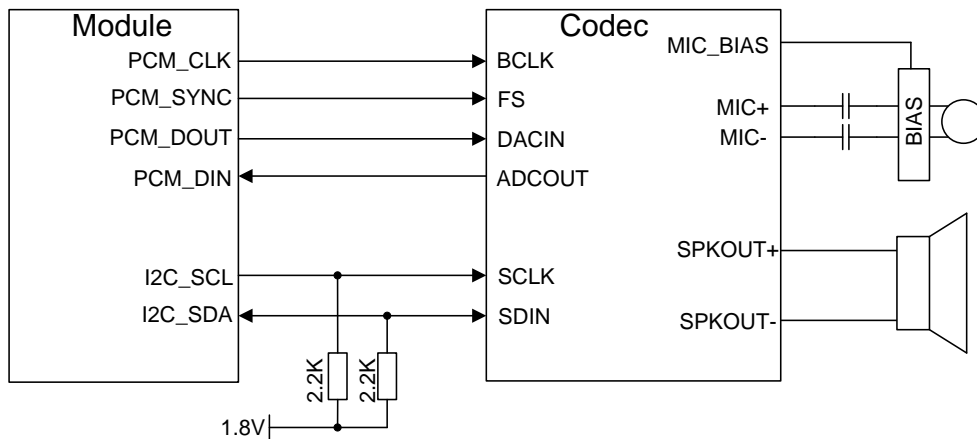 Module
Codec
PCM_CLK
BCLK
MIC_BIAS
PCM_SYNC
FS
MIC+
PCM_DOUT
DACIN
MIC-
BIAS
PCM_DIN
ADCOUT
SPKOUT+
I2C_SCL
SCLK
I2C_SDA
SDIN
SPKOUT-
2.2K
2.2K
1.8V